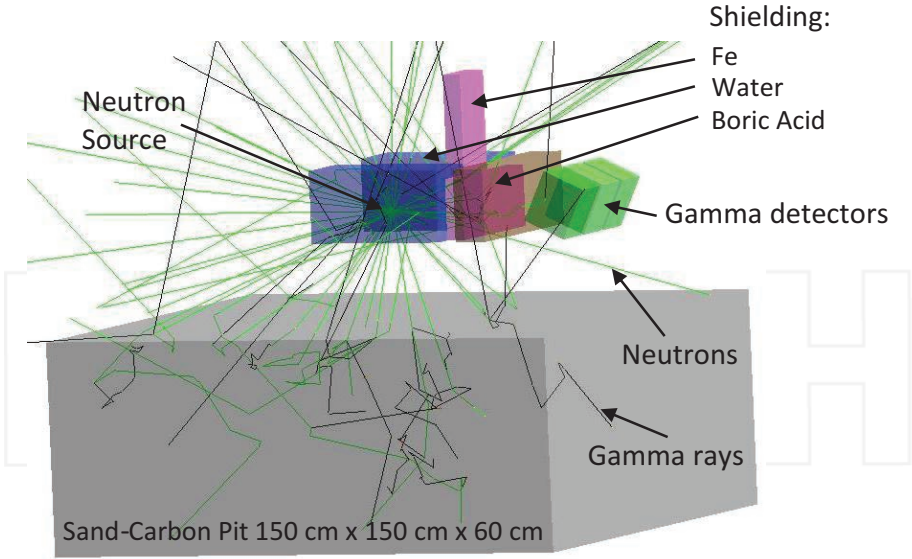 Shielding:
Fe
Water
Boric Acid
Neutron
Source
Gamma detectors
Neutrons
Gamma rays
Sand-Carbon Pit 150 cm x 150 cm x 60 cm